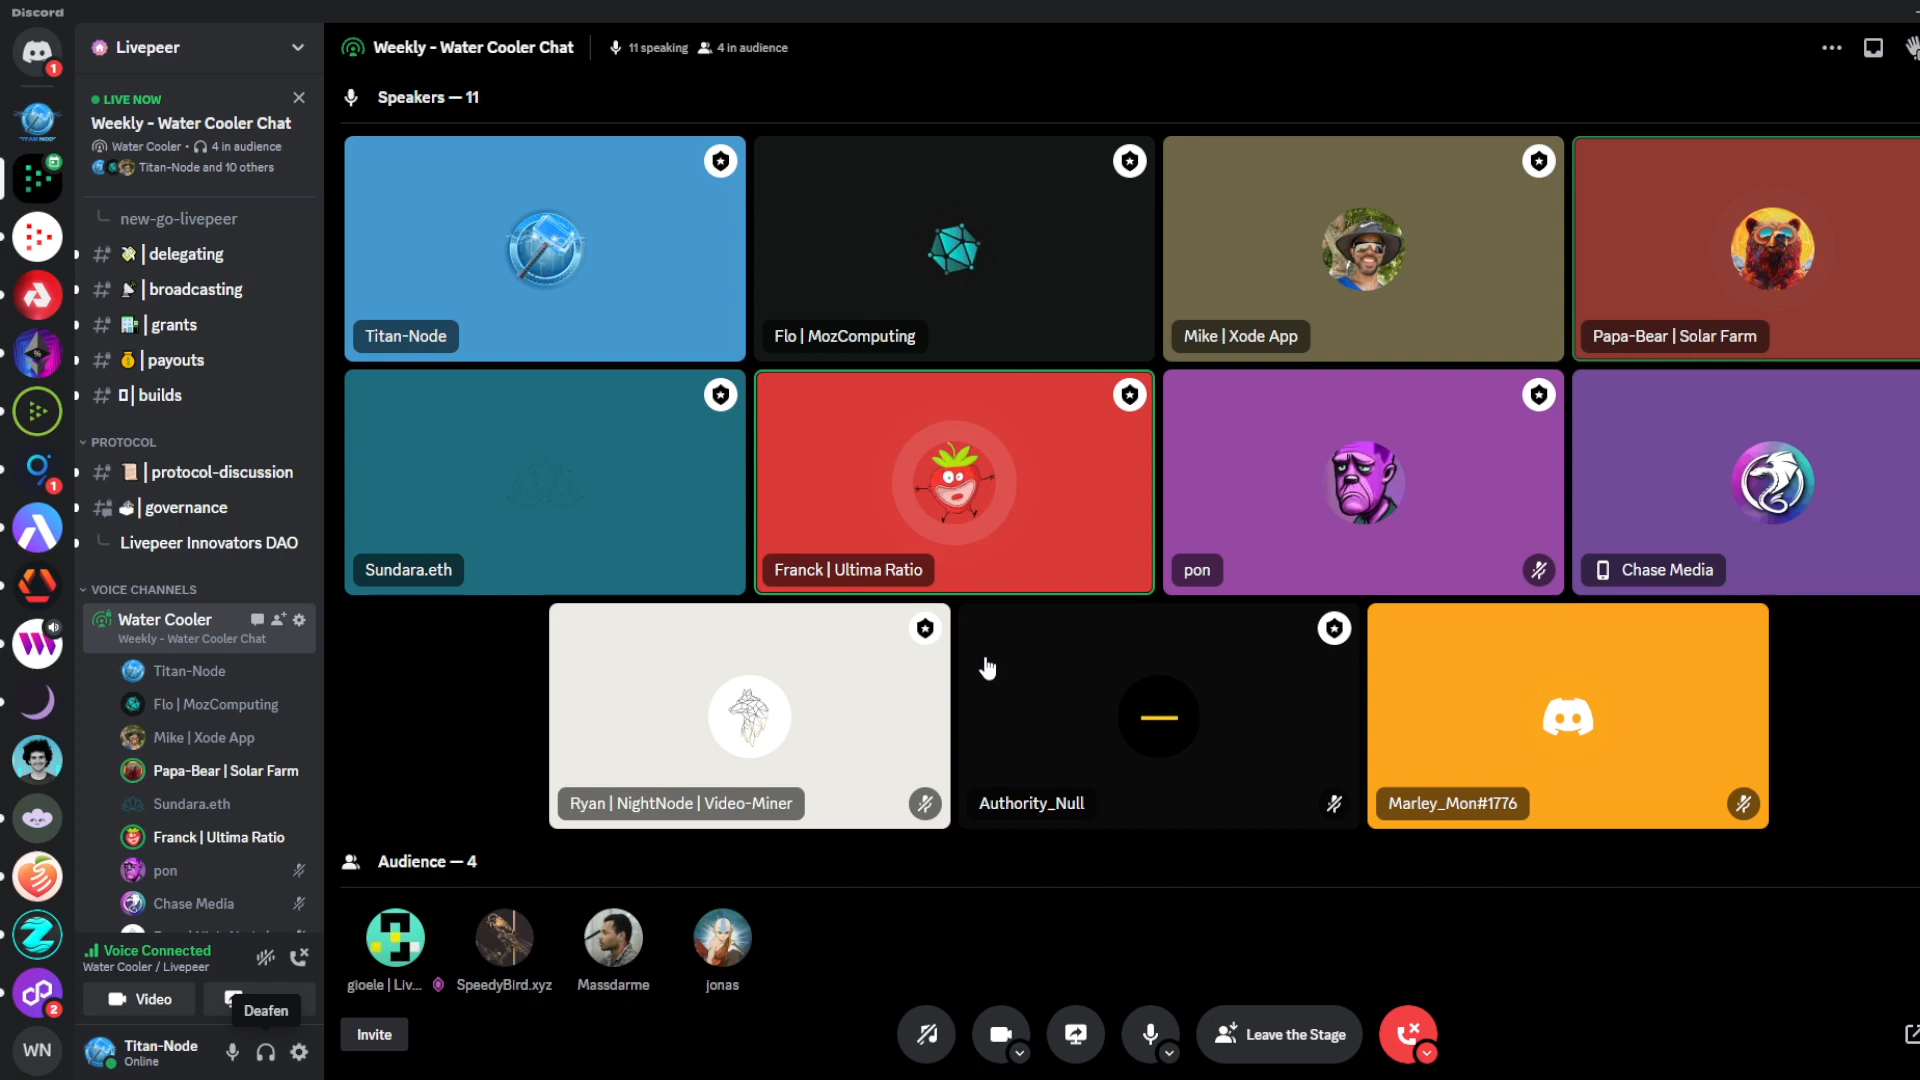 Discord
Livepeer
LIVE NOW
Weekly - Water Cooler Chat
Water Cooler • 4 in audience
Titan-Node and 10 others
new-go-livepeer
delegating
broadcasting
grants
payouts
builds
PROTOCOL
protocol-discussion
governance
Livepeer Innovators DAO
VOICE CHANNELS
Water Cooler
Weekly - Water Cooler Chat
Titan-Node
Flo | MozComputing
Mike | Xode App
Papa-Bear | Solar Farm
Sundara.eth
Franck | Ultima Ratio
pon
Chase Media
Voice Connected
Water Cooler / Livepeer
Video
Deafen
Titan-Node
Online
WN
1
1
2
Weekly - Water Cooler Chat
11 speaking
4 in audience
Speakers — 11
Titan-Node
Flo | MozComputing
Mike | Xode App
Papa-Bear | Solar Farm
Sundara.eth
Franck | Ultima Ratio
pon
Chase Media
Ryan | NightNode | Video-Miner
Authority_Null
Marley_Mon#1776
Audience — 4
gioele | Liv...
SpeedyBird.xyz
Massdarme
jonas
Invite
Leave the Stage